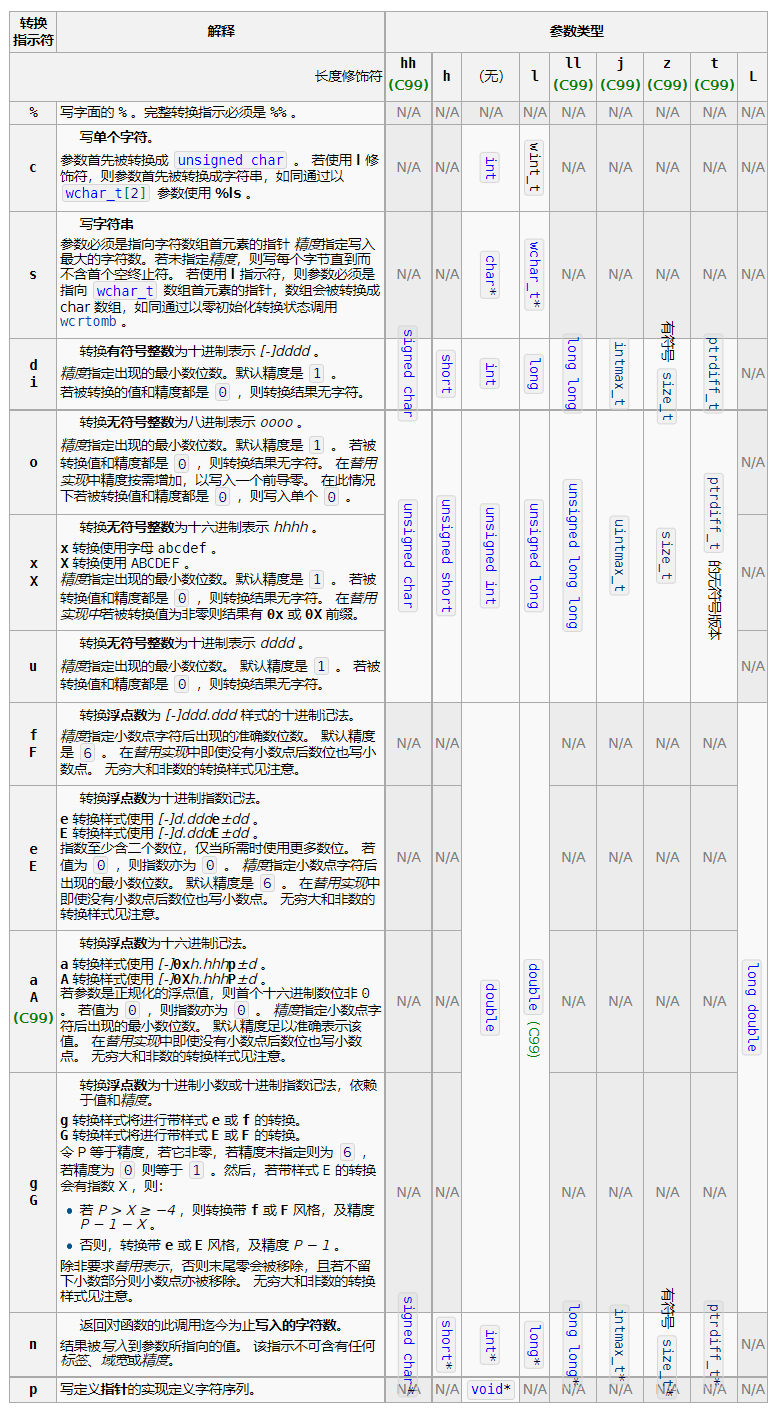 转换
指示符
解释
参数类型
长度修饰符
hh
(C99)
h
(无)
l
ll
(C99)
j
(C99)
z
(C99)
t
(C99)
L
%
写字面的 % 。完整转换指示必须是 %% 。
N/A N/A N/A N/A N/A N/A N/A N/A N/A
c
写单个字符。
参数首先被转换成 unsigned char 。 若使用 l 修
饰符，则参数首先被转换成字符串，如同通过以
wchar_t[2] 参数使用 %ls 。
N/A N/A int wint_t N/A N/A N/A N/A N/A
s
写字符串
参数必须是指向字符数组首元素的指针 精度指定写入
最大的字符数。若未指定精度，则写每个字节直到而
不含首个空终止符。 若使用 l 指示符，则参数必须是
指向 wchar_t 数组首元素的指针，数组会被转换成
char 数组，如同通过以零初始化转换状态调用
wcrtomb 。
N/A N/A char* wchar_t* N/A N/A N/A N/A N/A
d
i
转换有符号整数为十进制表示 [-]dddd 。
精度指定出现的最小数位数。默认精度是 1 。
若被转换的值和精度都是 0 ，则转换结果无字符。
signed char short int long long long intmax_t 有符号 size_t ptrdiff_t N/A
o
转换无符号整数为八进制表示 oooo 。
精度指定出现的最小数位数。默认精度是 1 。 若被
转换值和精度都是 0 ，则转换结果无字符。 在替用
实现中精度按需增加，以写入一个前导零。 在此情况
下若被转换值和精度都是 0 ，则写入单个 0 。
unsigned char unsigned short unsigned int unsigned long unsigned long long uintmax_t size_t ptrdiff_t 的无符号版本 N/A
x
X
转换无符号整数为十六进制表示 hhhh 。
x 转换使用字母 abcdef 。
X 转换使用 ABCDEF 。
精度指定出现的最小数位数。默认精度是 1 。 若被
转换值和精度都是 0 ，则转换结果无字符。 在替用
实现中若被转换值为非零则结果有 0x 或 0X 前缀。
N/A
u
转换无符号整数为十进制表示 dddd 。
精度指定出现的最小数位数。 默认精度是 1 。 若被
转换值和精度都是 0 ，则转换结果无字符。
N/A
f
F
转换浮点数为 [-]ddd.ddd 样式的十进制记法。
精度指定小数点字符后出现的准确数位数。 默认精度
是 6 。 在替用实现中即使没有小数点后数位也写小
数点。 无穷大和非数的转换样式见注意。
N/A N/A double double (C99) N/A N/A N/A N/A long double
e
E
转换浮点数为十进制指数记法。
e 转换样式使用 [-]d.ddde±dd 。
E 转换样式使用 [-]d.dddE±dd 。
指数至少含二个数位，仅当所需时使用更多数位。 若
值为 0 ，则指数亦为 0 。 精度指定小数点字符后
出现的最小数位数。 默认精度是 6 。 在替用实现中
即使没有小数点后数位也写小数点。 无穷大和非数的
转换样式见注意。
N/A N/A N/A N/A N/A N/A
a
A
(C99)
转换浮点数为十六进制记法。
a 转换样式使用 [-]0xh.hhhp±d 。
A 转换样式使用 [-]0Xh.hhhP±d 。
若参数是正规化的浮点值，则首个十六进制数位非 0
。 若值为 0 ，则指数亦为 0 。 精度指定小数点字
符后出现的最小数位数。 默认精度足以准确表示该
值。 在替用实现中即使没有小数点后数位也写小数
点。 无穷大和非数的转换样式见注意。
N/A N/A N/A N/A N/A N/A
g
G
转换浮点数为十进制小数或十进制指数记法，依赖
于值和精度。
g 转换样式将进行带样式 e 或 f 的转换。
G 转换样式将进行带样式 E 或 F 的转换。
令 P 等于精度，若它非零，若精度未指定则为 6 ，
若精度为 0 则等于 1 。然后，若带样式 E 的转换
会有指数 X ，则：
• 若 P > X ≥ −4 ，则转换带 f 或 F 风格，及精度
P − 1 − X 。
• 否则，转换带 e 或 E 风格，及精度 P − 1 。
除非要求替用表示，否则末尾零会被移除，且若不留
下小数部分则小数点亦被移除。 无穷大和非数的转换
样式见注意。
N/A N/A N/A N/A N/A N/A
n
返回对函数的此调用迄今为止写入的字符数。
结果被写入到参数所指向的值。 该指示不可含有任何
标签、域宽或精度。
signed char* short* int* long* long long* intmax_t* 有符号 size_t* ptrdiff_t* N/A
p
写定义指针的实现定义字符序列。
N/A N/A void* N/A N/A N/A N/A N/A N/A